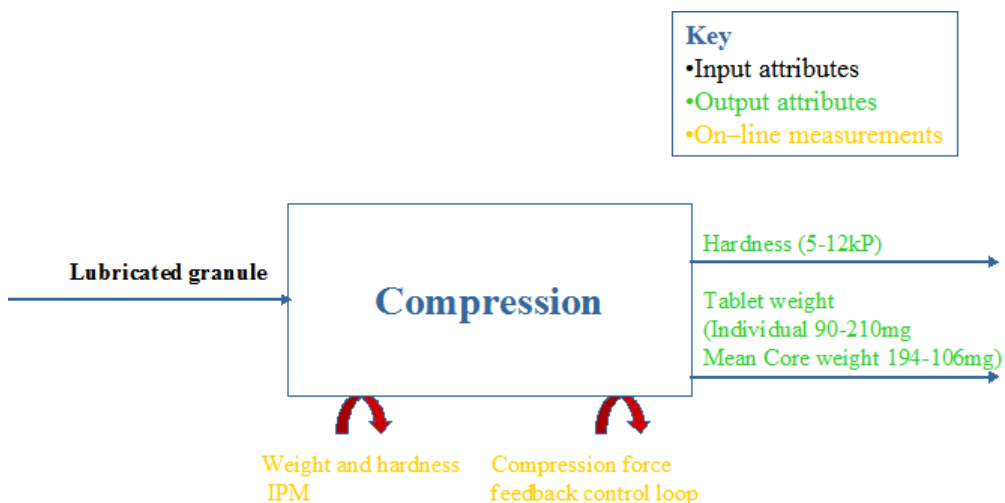 Key
•Input attributes
•Output attributes
•On–line measurements
Lubricated granule
Compression
Hardness (5-12kP)
Tablet weight
(Individual 90-210mg
Mean Core weight 194-106mg)
Weight and hardness
IPM
Compression force
feedback control loop